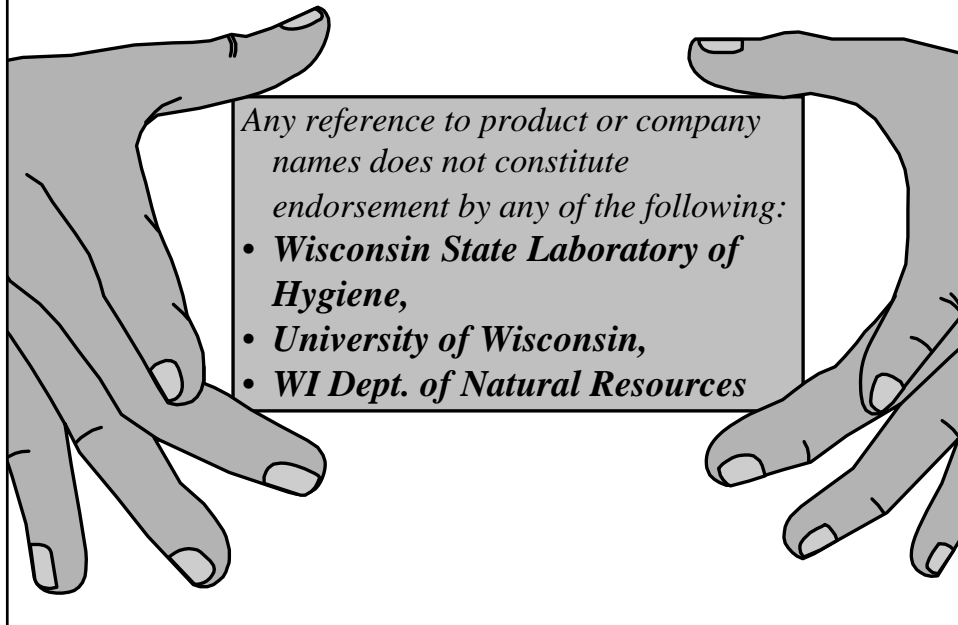 Any reference to product or company
names does not constitute
endorsement by any of the following:
• Wisconsin State Laboratory of
Hygiene,
• University of Wisconsin,
• WI Dept. of Natural Resources